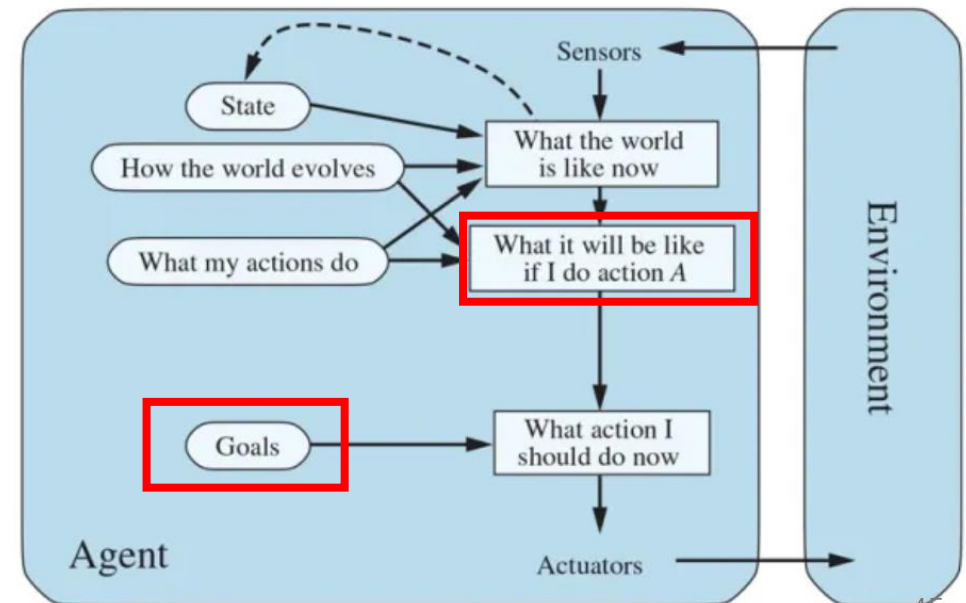 Sensors
State
What the world
is like now
How the world evolves
What it will be like
if I do action A
What my actions do
Environment
What action I
should do now
Goals
Agent
Actuators